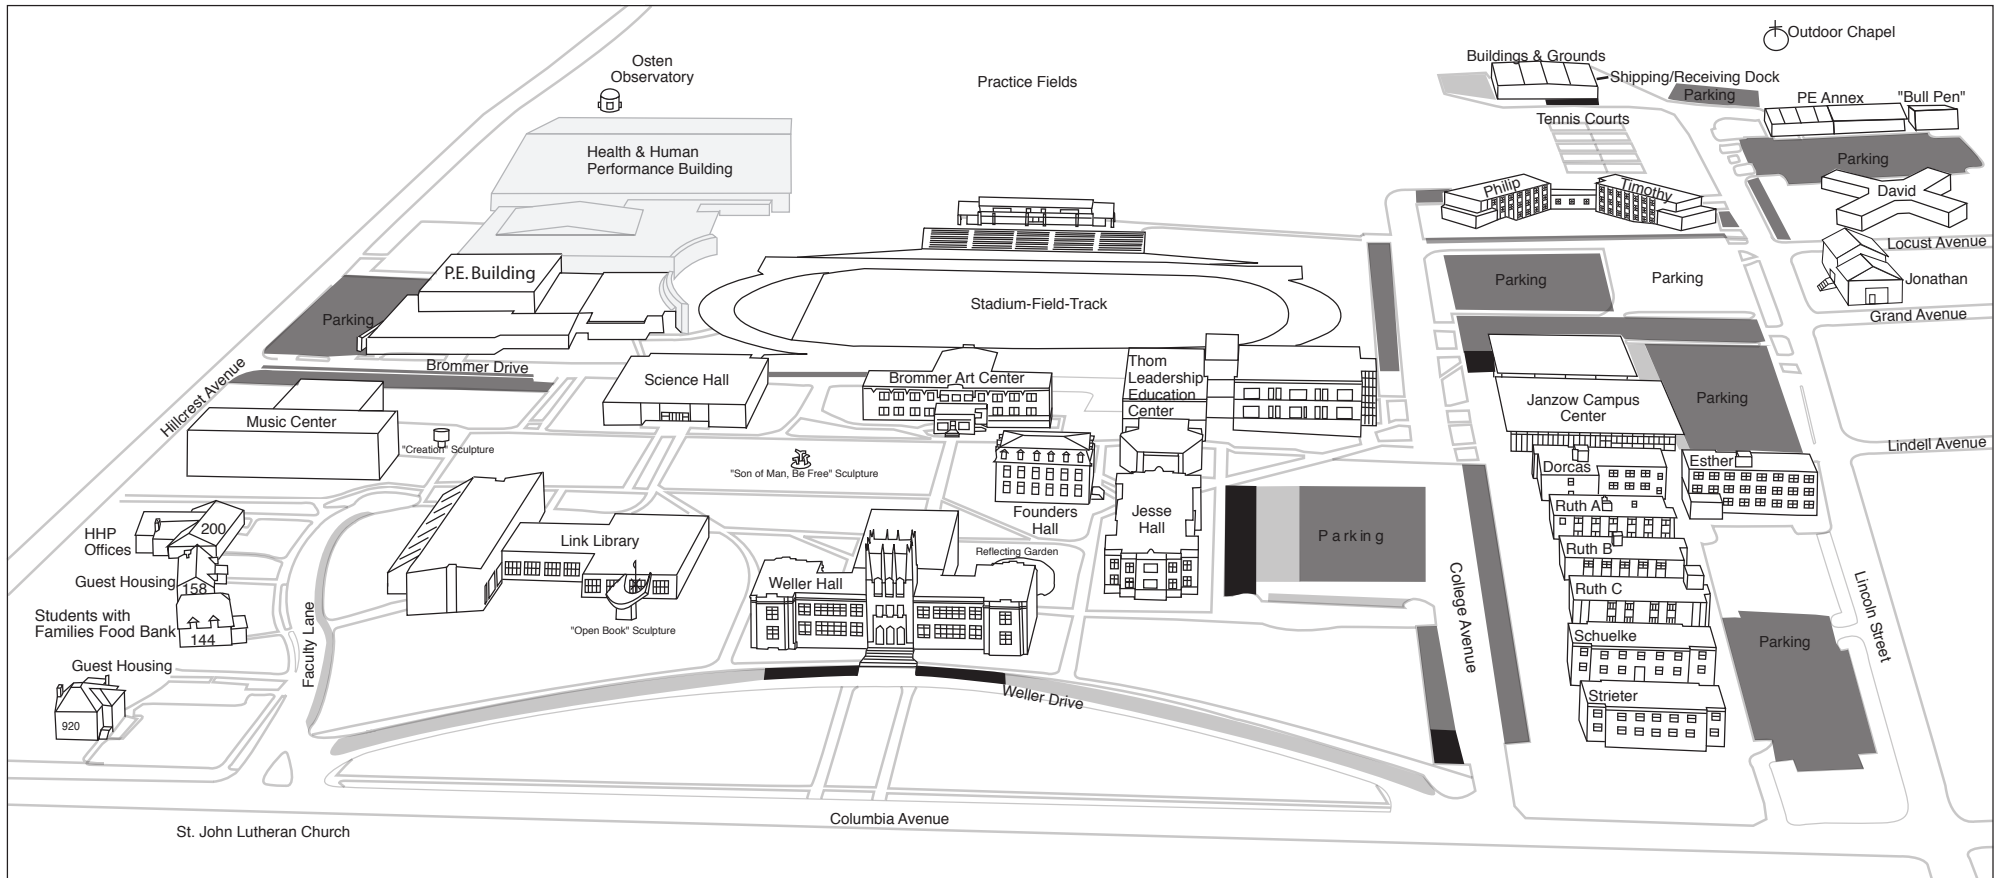 Outdoor Chapel
Buildings & Grounds
Shipping/Receiving Dock
Osten
Observatory
Practice Fields
Parking
PE Annex
"Bull Pen"
Tennis Courts
Health & Human
Performance Building
Parking
Philip
Timothy
David
Locust Avenue
P.E. Building
Parking
Parking
Jonathan
Stadium-Field-Track
Grand Avenue
Parking
Hillcrest Avenue
Brommer Drive
Science Hall
Brommer Art Center
Thom
Leadership
Education
Center
Janzow Campus
Center
Parking
Music Center
"Creation" Sculpture
"Son of Man, Be Free" Sculpture
Lindell Avenue
Dorcas
Esther
Founders
Hall
Jesse
Hall
Ruth A
HHP
Offices
200
Link Library
Parking
Reflecting Garden
Ruth B
Guest Housing
158
Weller Hall
Ruth C
College Avenue
Lincoln Street
Students with
Families Food Bank
144
"Open Book" Sculpture
Faculty Lane
Schuelke
Parking
Guest Housing
920
Weller Drive
Strieter
Columbia Avenue
St. John Lutheran Church